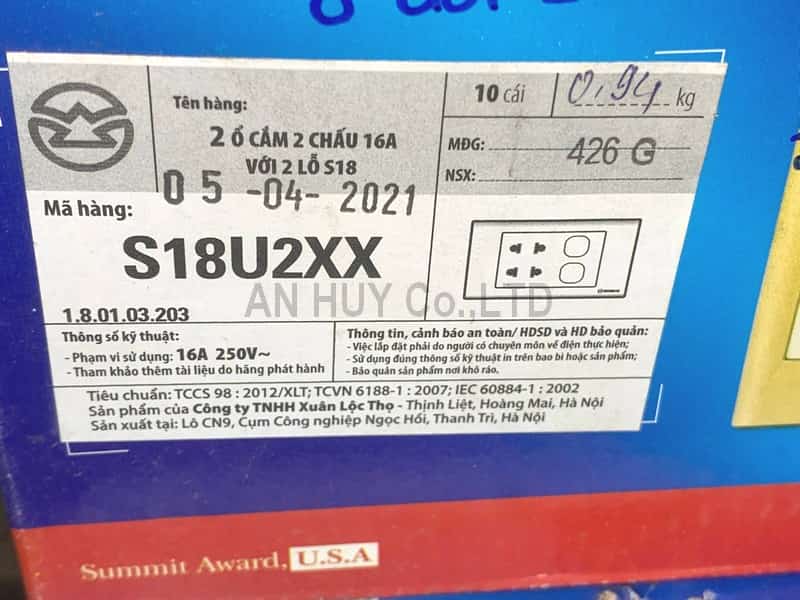 Tên hàng:
2 Ổ CẮM 2 CHẤU 16A
VỚI 2 LỖ S18
05 -04- 2021
10 cái
0,94 kg
MĐG: 426 G
NSX:
Mã hàng:
S18U2XX
1.8.01.03.203
AN HUY Co.,LTD
Thông số kỹ thuật:
- Phạm vi sử dụng: 16A 250V~
- Tham khảo thêm tài liệu do hãng phát hành
Thông tin, cảnh báo an toàn/ HDSD và HD bảo quản:
- Việc lắp đặt phải do người có chuyên môn về điện thực hiện;
- Sử dụng đúng thông số kỹ thuật in trên bao bì hoặc sản phẩm;
- Bảo quản sản phẩm nơi khô ráo.
Tiêu chuẩn: TCCS 98 : 2012/XLT; TCVN 6188-1 : 2007; IEC 60884-1 : 2002
Sản phẩm của Công ty TNHH Xuân Lộc Thọ - Thịnh Liệt, Hoàng Mai, Hà Nội
Sản xuất tại: Lô CN9, Cụm Công nghiệp Ngọc Hồi, Thanh Trì, Hà Nội
Summit Award, U.S.A